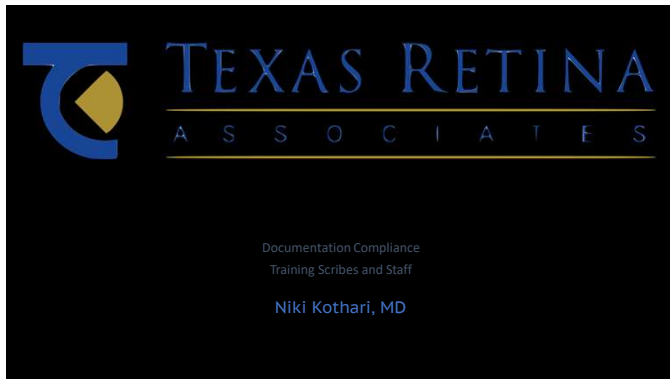 TEXAS RETINA
ASSOCIATES
Documentation Compliance
Training Scribes and Staff
Niki Kothari, MD